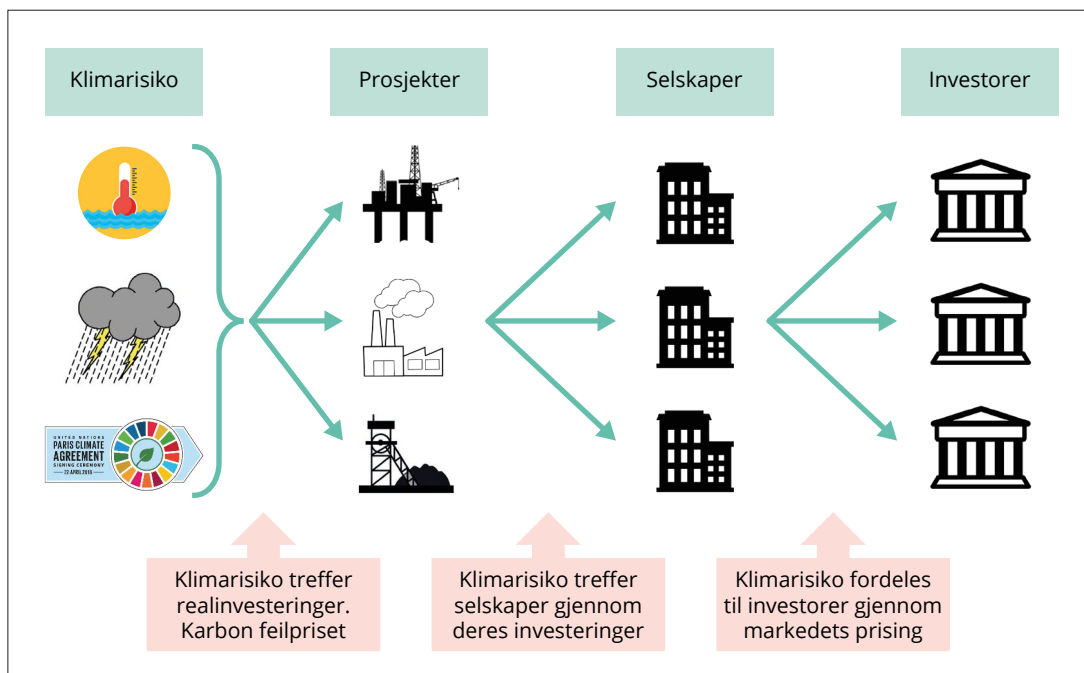 Klimarisiko
Prosjekter
Selskaper
Investorer
UNITED NATIONS
PARIS CLIMATE
AGREEMENT
SIGNING CEREMONY
22 APRIL 2016
Klimarisiko treffer
realinvesteringer.
Karbon feilpriset
Klimarisiko treffer
selskaper gjennom
deres investeringer
Klimarisiko fordeles
til investorer gjennom
markedets prising